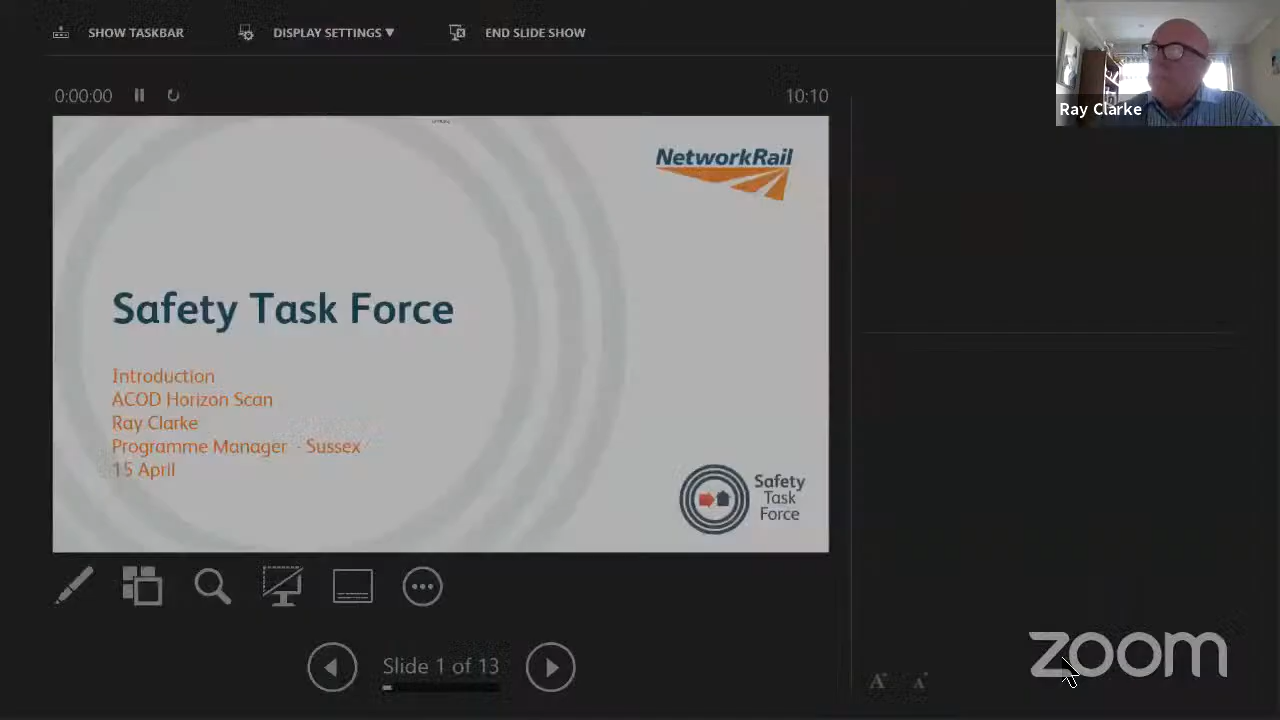 SHOW TASKBAR
DISPLAY SETTINGS ▼
END SLIDE SHOW
Ray Clarke
0:00:00
10:10
NetworkRail
Safety Task Force
Introduction
ACOD Horizon Scan
Ray Clarke
Programme Manager - Sussex
15 April
Safety
Task
Force
Slide 1 of 13
A
A
zoom